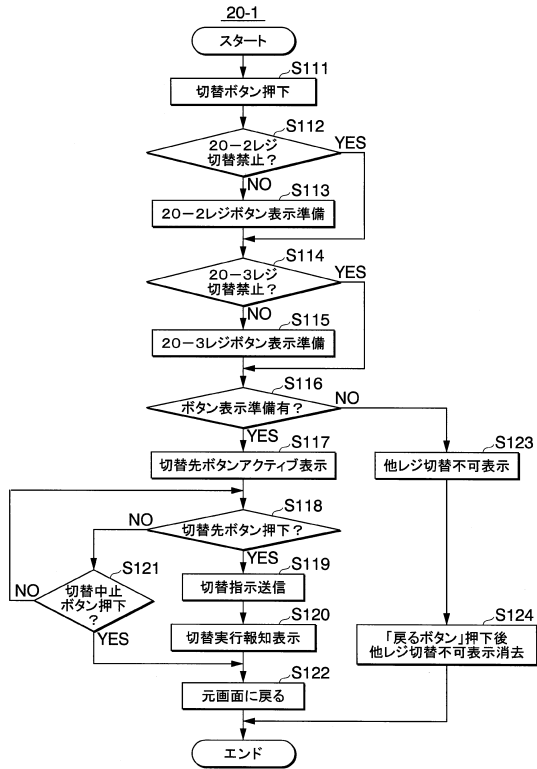 20-1
スタート
S111
切替ボタン押下
S112
20−2レジ
切替禁止？
YES
NO
S113
20−2レジボタン表示準備
S114
20−3レジ
切替禁止？
YES
NO
S115
20−3レジボタン表示準備
S116
ボタン表示準備有？
NO
YES
S117
切替先ボタンアクティブ表示
S123
他レジ切替不可表示
S118
切替先ボタン押下？
NO
YES
S121
切替中止
ボタン押下
？
NO
YES
S119
切替指示送信
S120
切替実行報知表示
S124
「戻るボタン」押下後
他レジ切替不可表示消去
S122
元画面に戻る
エンド